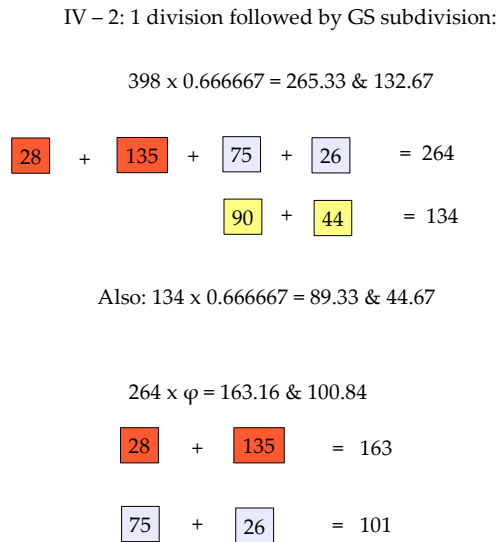 IV – 2: 1 division followed by GS subdivision:
398 x 0.666667 = 265.33 & 132.67
28 + 135 + 75 + 26 = 264
90 + 44 = 134
Also: 134 x 0.666667 = 89.33 & 44.67
264 x φ = 163.16 & 100.84
28 + 135 = 163
75 + 26 = 101